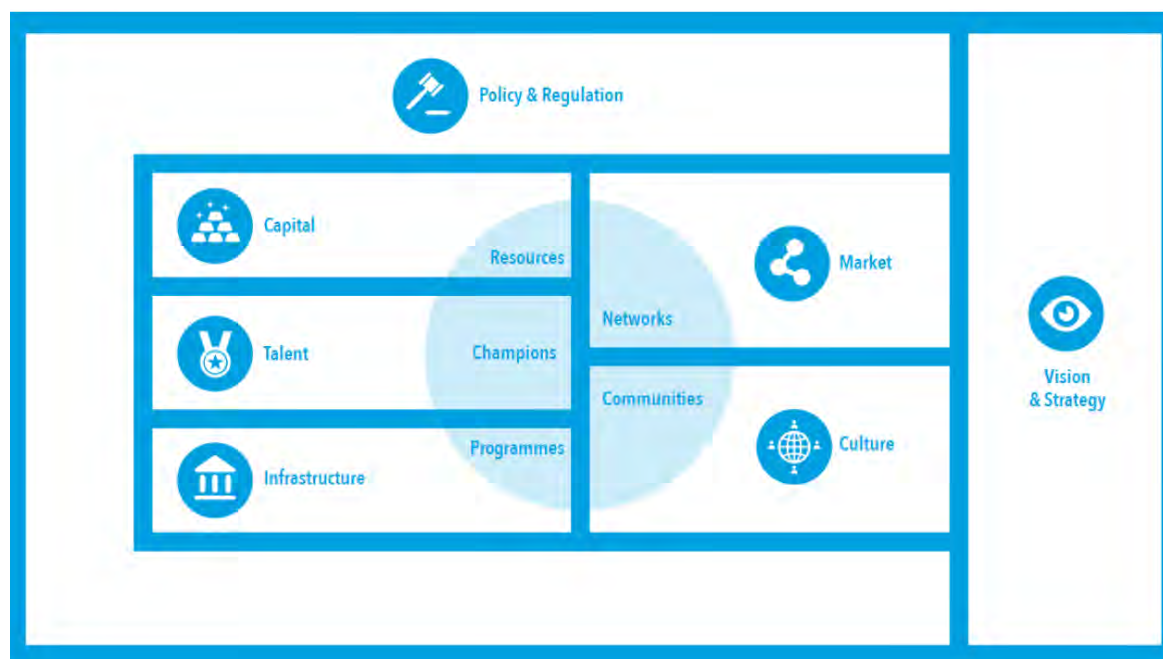 Policy & Regulation
Capital
Resources
Talent
Champions
Infrastructure
Programmes
Networks
Market
Communities
Culture
Vision
& Strategy